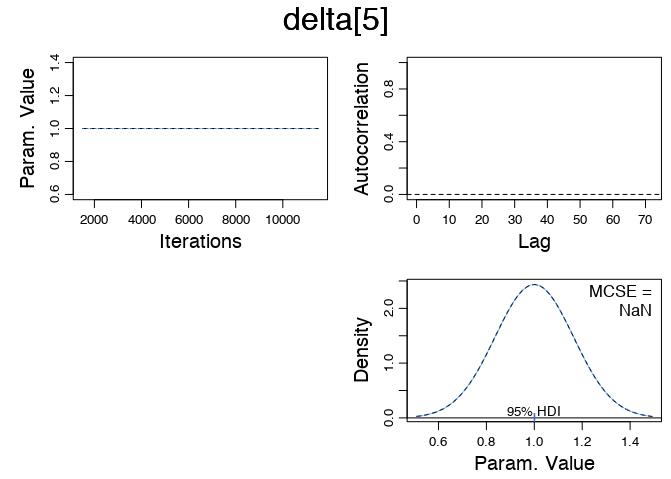 delta[5]
Param. Value
0.6 0.8 1.0 1.2 1.4
2000 4000 6000 8000 10000
Iterations
Autocorrelation
0.0 0.4 0.8
0 10 20 30 40 50 60 70
Lag
Density
0.0 1.0 2.0
MCSE =
NaN
95% HDI
0.6 0.8 1.0 1.2 1.4
Param. Value